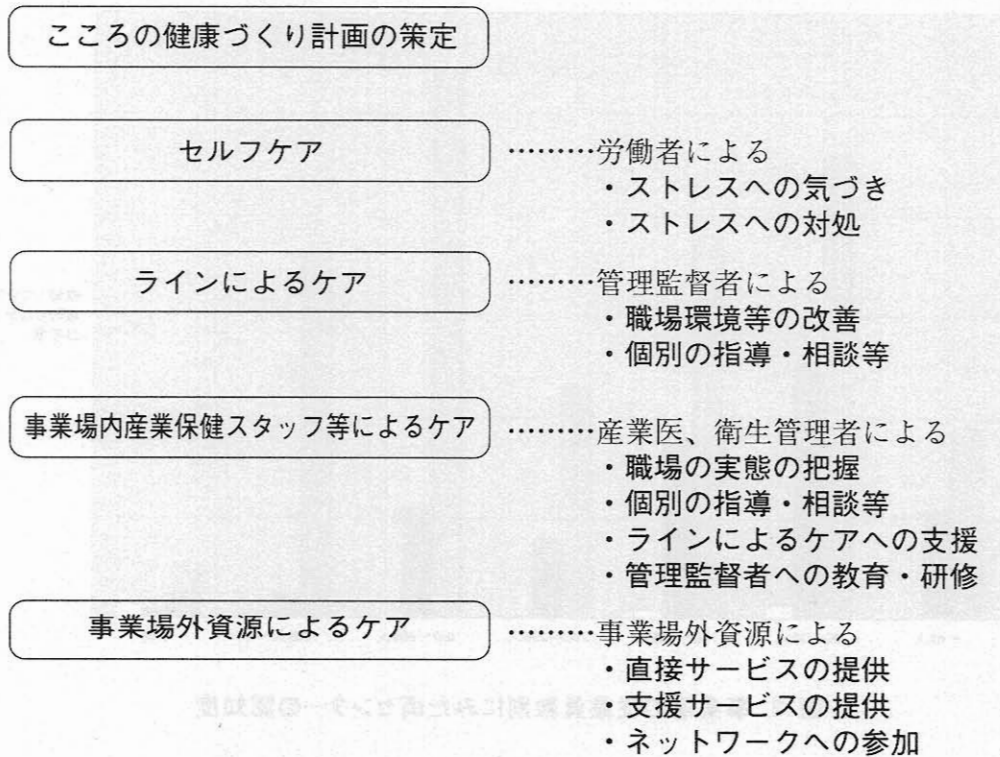 こころの健康づくり計画の策定
セルフケア ………労働者による
・ストレスへの気づき
・ストレスへの対処
ラインによるケア ………管理監督者による
・職場環境等の改善
・個別の指導・相談等
事業場内産業保健スタッフ等によるケア ………産業医、衛生管理者による
・職場の実態の把握
・個別の指導・相談等
・ラインによるケアへの支援
・管理監督者への教育・研修
事業場外資源によるケア ………事業場外資源による
・直接サービスの提供
・支援サービスの提供
・ネットワークへの参加